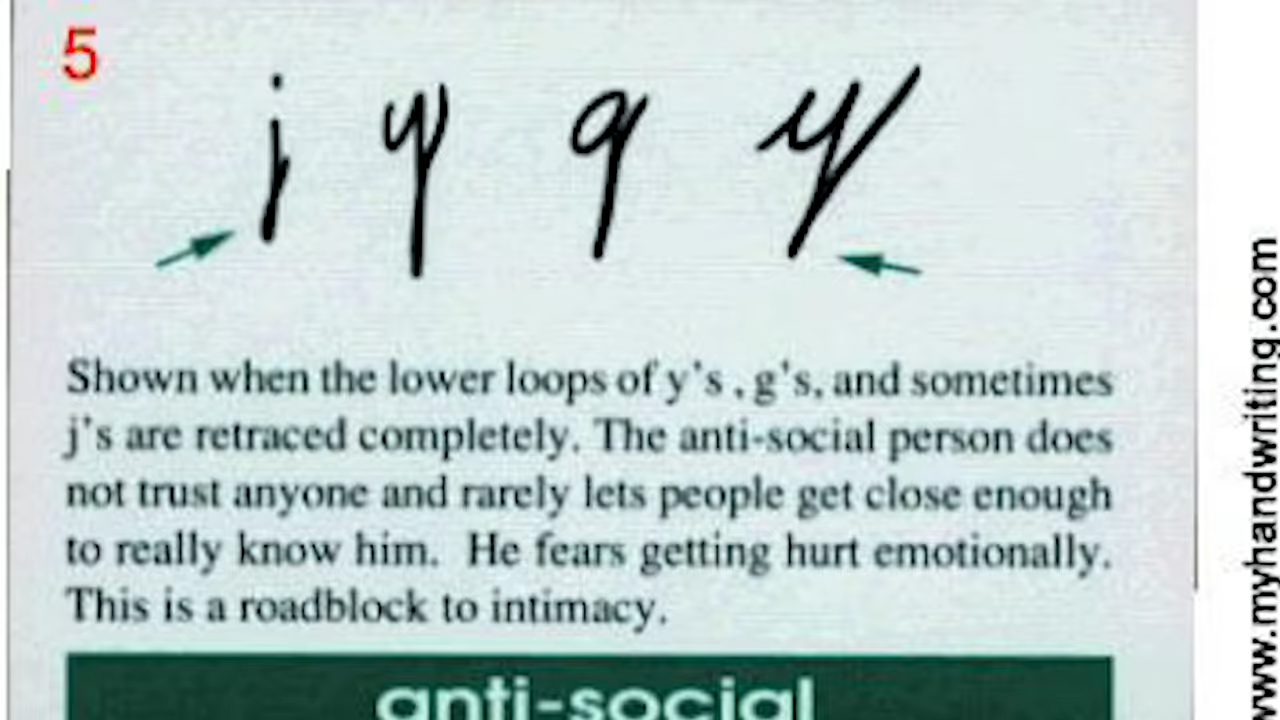 5
j y g y
Shown when the lower loops of y's , g's, and sometimes
j's are retraced completely. The anti-social person does
not trust anyone and rarely lets people get close enough
to really know him. He fears getting hurt emotionally.
This is a roadblock to intimacy.
anti-social
www.myhandwriting.com